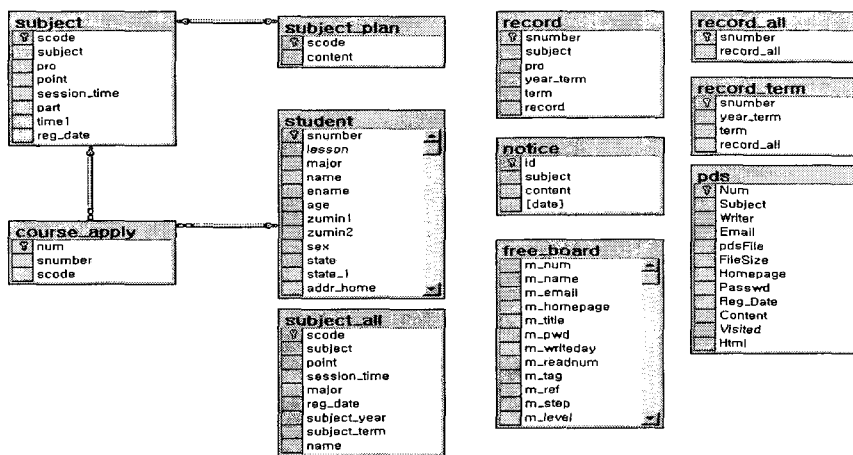 subject
scode
subject
pro
point
session_time
part
time1
reg_date
subject_plan
scode
content
student
snumber
lesson
major
name
ename
age
zumin1
zumin2
sex
state
state_1
addr_home
course_apply
num
snumber
scode
subject_all
scode
subject
point
session_time
major
reg_date
subject_year
subject_term
name
record
snumber
subject
pro
year_term
term
record
notice
id
subject
content
[date]
free_board
m_num
m_name
m_email
m_homepage
m_title
m_pwd
m_writeday
m_readnum
m_tag
m_ref
m_step
m_level
record_all
snumber
record_all
record_term
snumber
year_term
term
record_all
pds
Num
Subject
Writer
Email
pdsFile
FileSize
Homepage
Passwd
Reg_Date
Content
Visited
Html